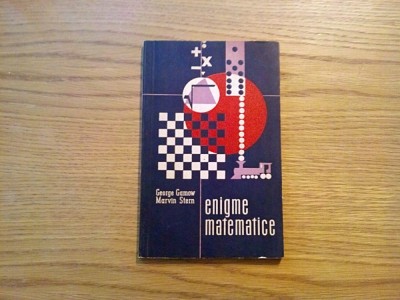 George Gamow
Marvin Stern
enigme
matematice